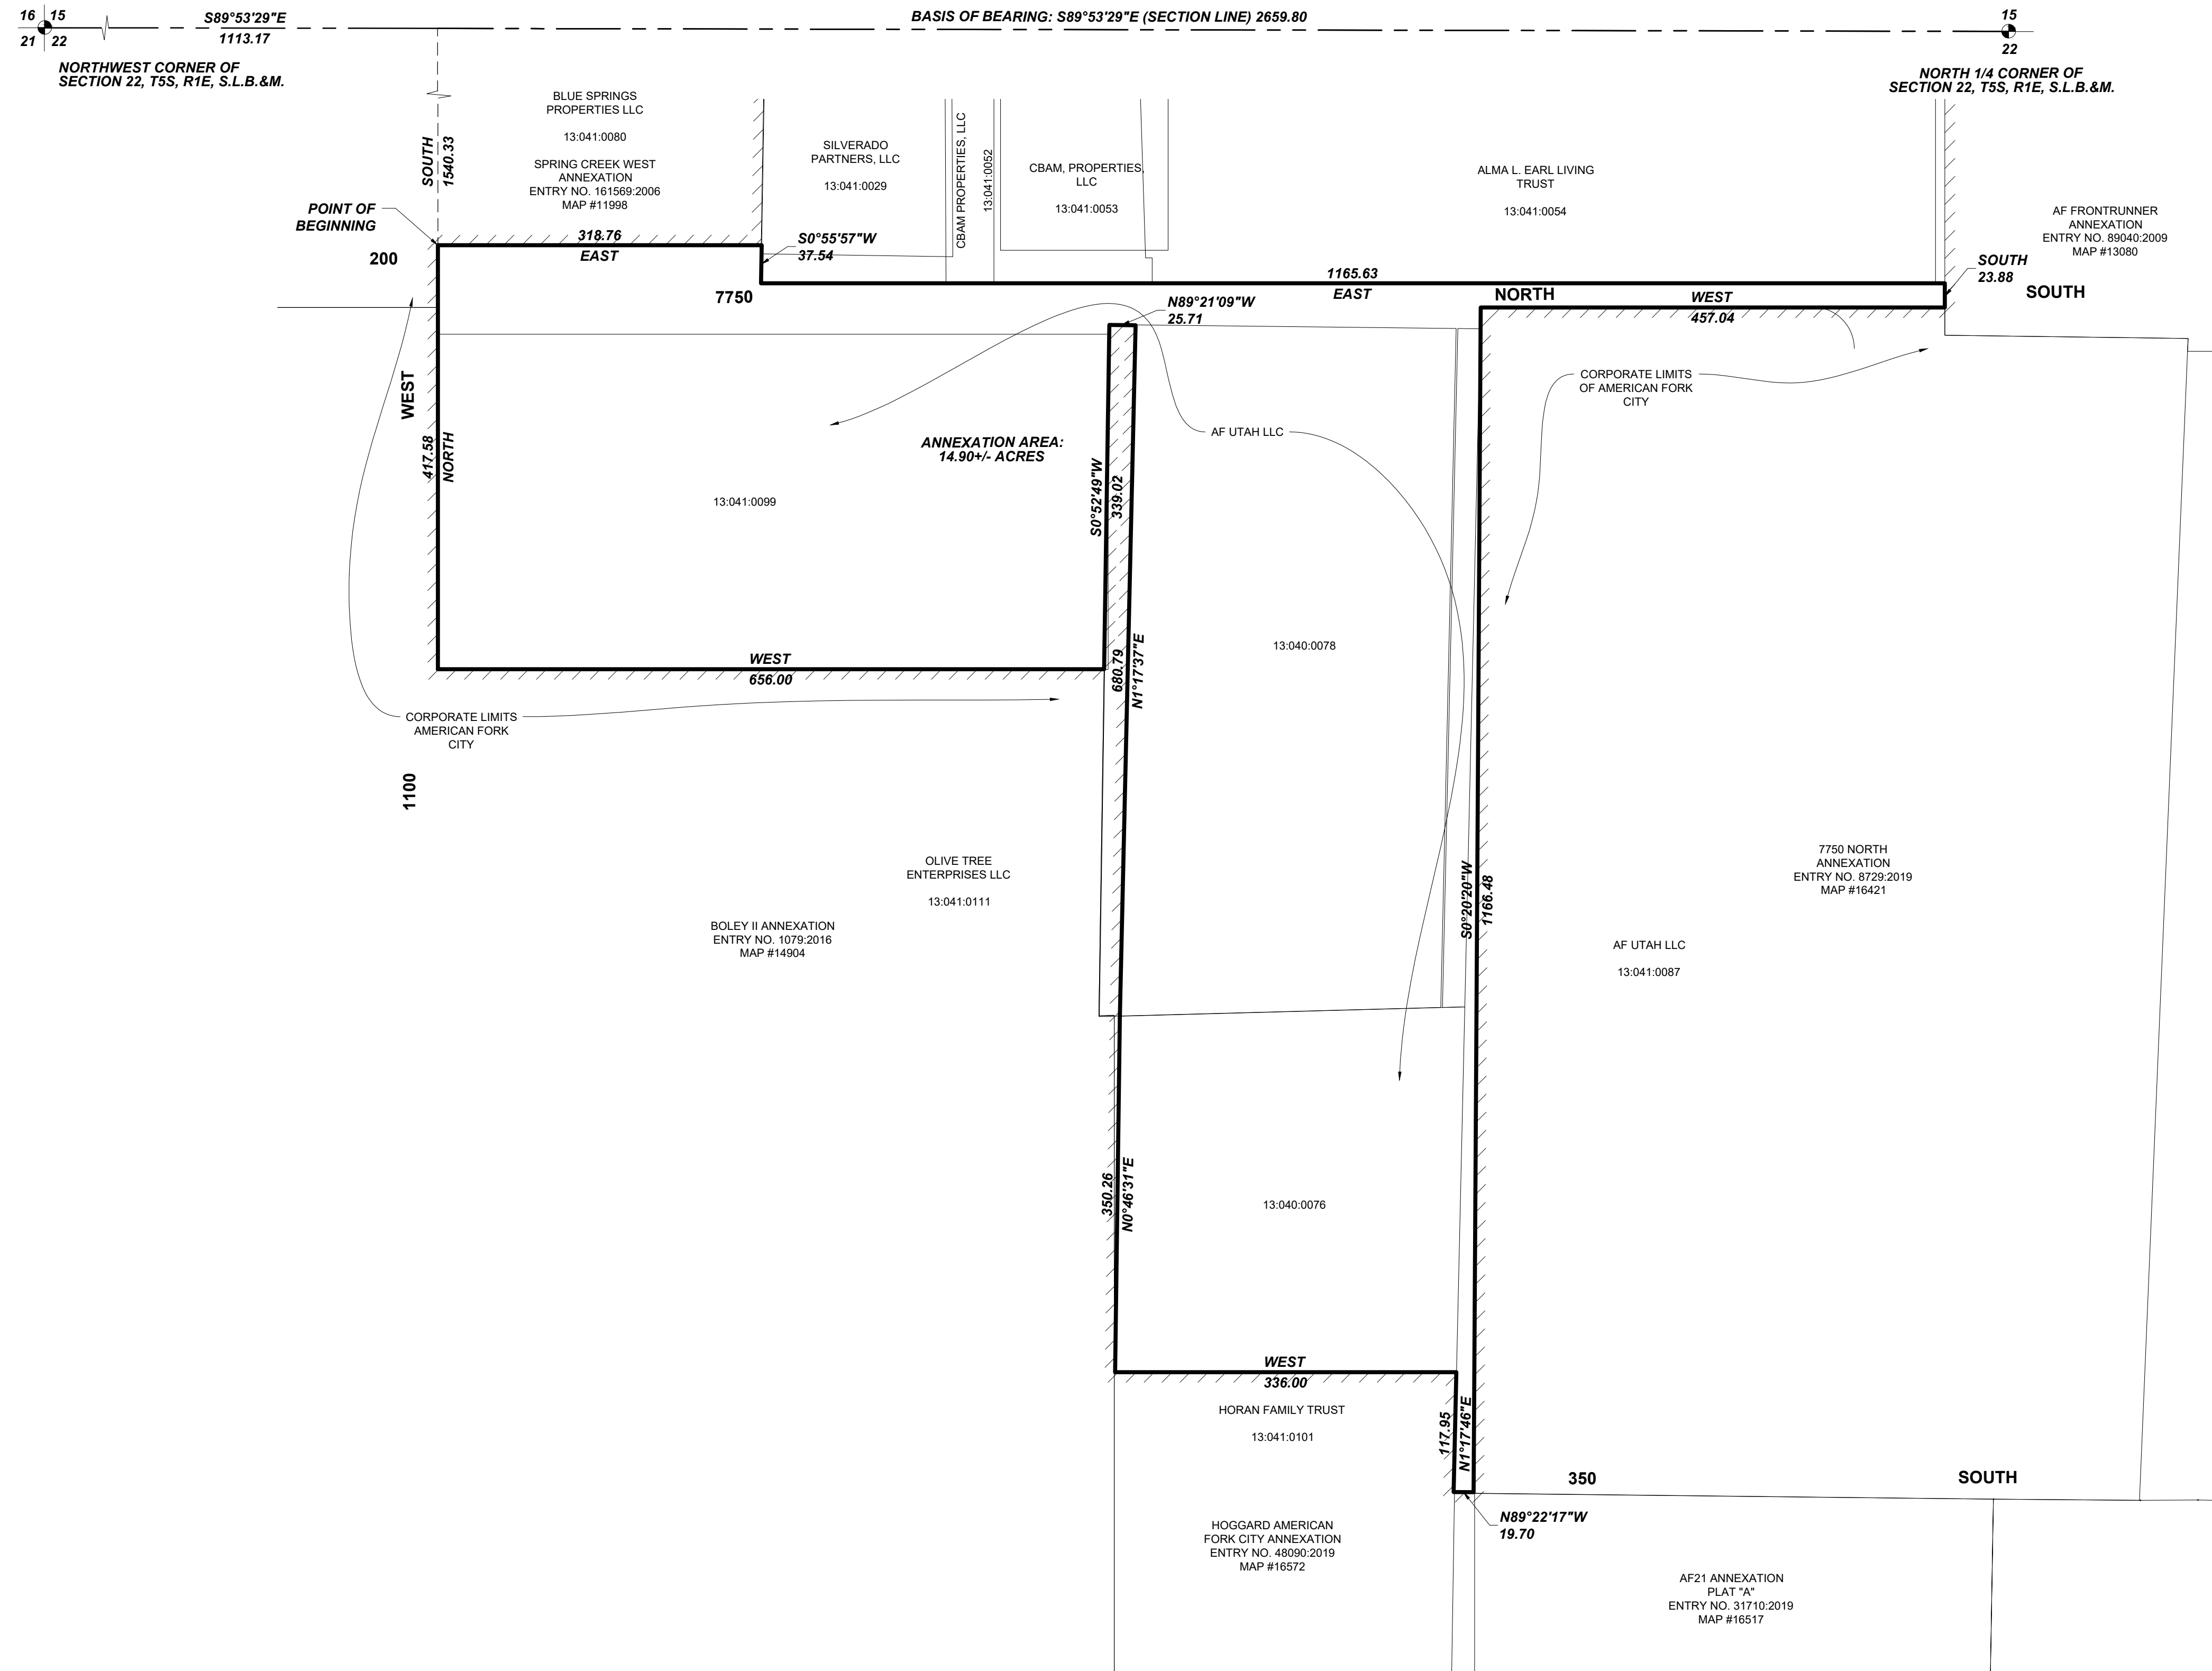 16 15
21 22
S89°53'29"E
1113.17
BASIS OF BEARING: S89°53'29"E (SECTION LINE) 2659.80
15
22
NORTHWEST CORNER OF
SECTION 22, T5S, R1E, S.L.B.&M.
NORTH 1/4 CORNER OF
SECTION 22, T5S, R1E, S.L.B.&M.
SOUTH
1540.33
BLUE SPRINGS
PROPERTIES LLC
13:041:0080
SPRING CREEK WEST
ANNEXATION
ENTRY NO. 161569:2006
MAP #11998
SILVERADO
PARTNERS, LLC
13:041:0029
CBAM PROPERTIES, LLC
13:041:0052
CBAM, PROPERTIES,
LLC
13:041:0053
ALMA L. EARL LIVING
TRUST
13:041:0054
AF FRONTRUNNER
ANNEXATION
ENTRY NO. 89040:2009
MAP #13080
POINT OF
BEGINNING
200
318.76
EAST
S0°55'57"W
37.54
7750
1165.63
EAST
NORTH
WEST
457.04
SOUTH
23.88
SOUTH
N89°21'09"W
25.71
WEST
417.58
NORTH
CORPORATE LIMITS
OF AMERICAN FORK
CITY
AF UTAH LLC
ANNEXATION AREA:
14.90+/- ACRES
13:041:0099
S0°52'49"W
339.02
WEST
656.00
680.79
N1°17'37"E
13:040:0078
CORPORATE LIMITS
AMERICAN FORK
CITY
1100
OLIVE TREE
ENTERPRISES LLC
13:041:0111
BOLEY II ANNEXATION
ENTRY NO. 1079:2016
MAP #14904
S0°20'20"W
1166.48
7750 NORTH
ANNEXATION
ENTRY NO. 8729:2019
MAP #16421
AF UTAH LLC
13:041:0087
350.26
N0°46'31"E
13:040:0076
WEST
336.00
HORAN FAMILY TRUST
13:041:0101
117.95
N1°17'46"E
350
SOUTH
N89°22'17"W
19.70
HOGGARD AMERICAN
FORK CITY ANNEXATION
ENTRY NO. 48090:2019
MAP #16572
AF21 ANNEXATION
PLAT "A"
ENTRY NO. 31710:2019
MAP #16517